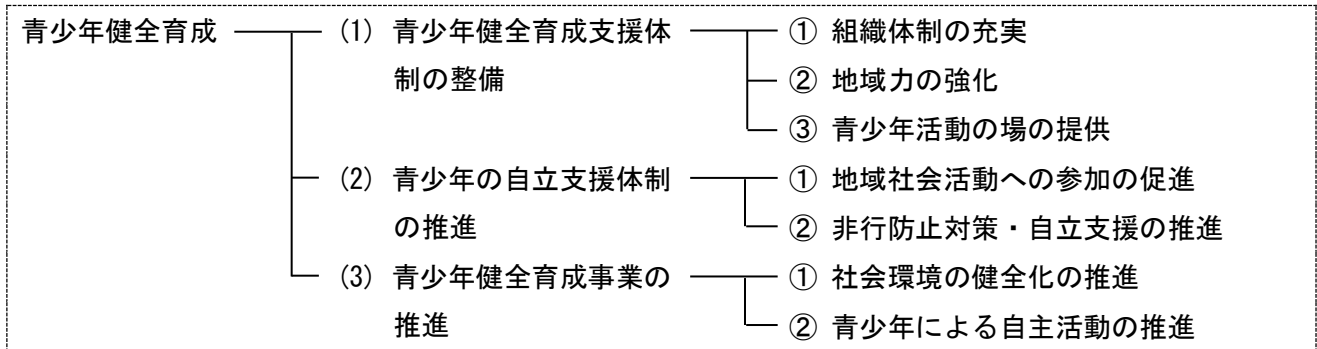 青少年健全育成 (1) 青少年健全育成支援体 ① 組織体制の充実
制の整備 ② 地域力の強化
③ 青少年活動の場の提供
(2) 青少年の自立支援体制 ① 地域社会活動への参加の促進
の推進 ② 非行防止対策・自立支援の推進
(3) 青少年健全育成事業の ① 社会環境の健全化の推進
推進 ② 青少年による自主活動の推進